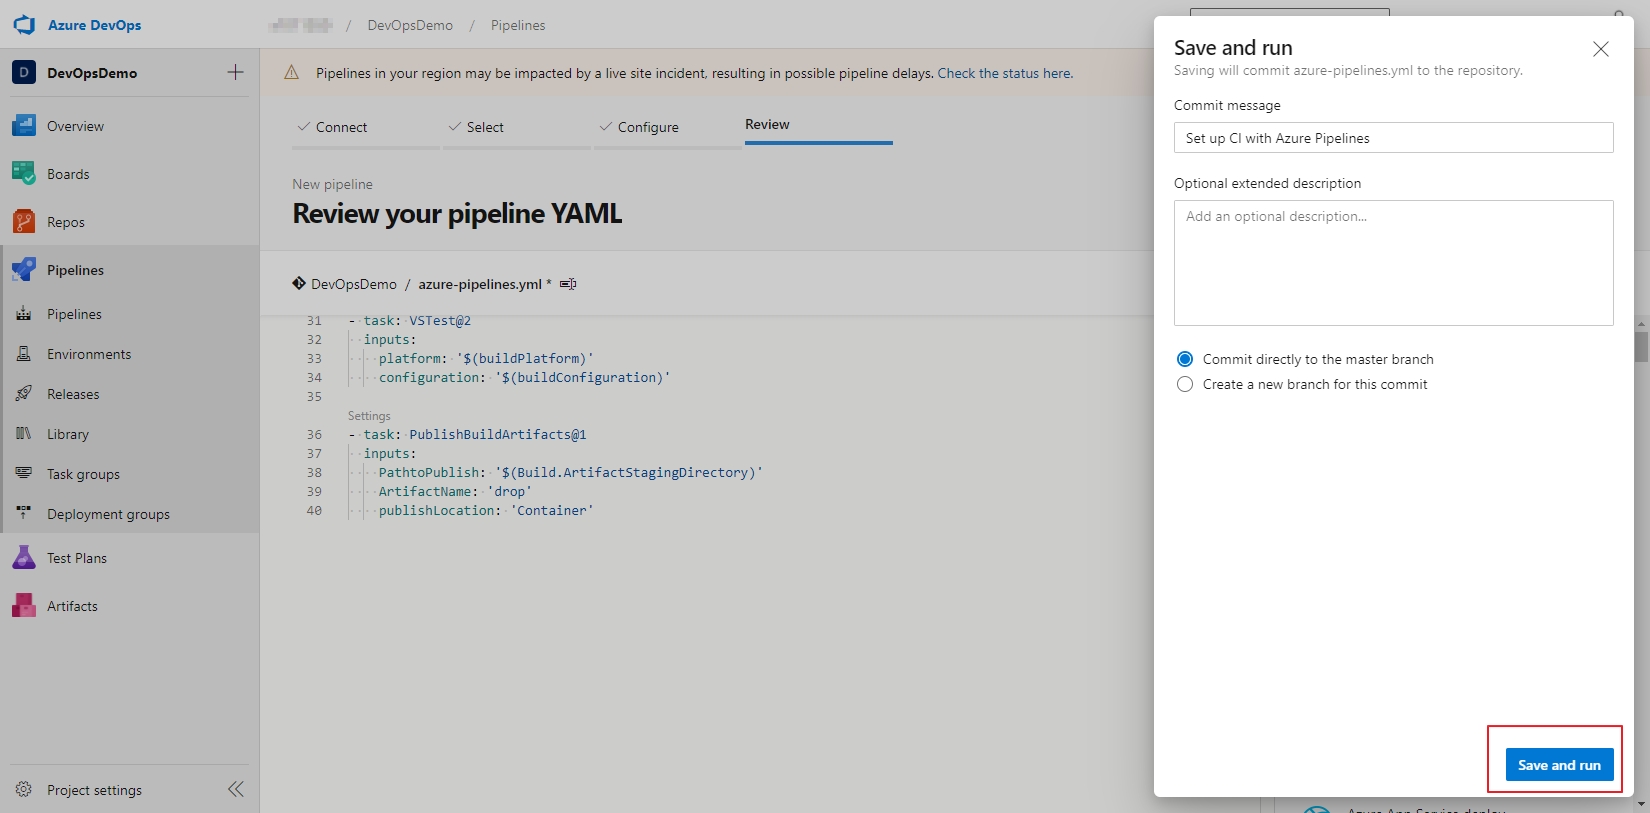 Azure DevOps
/ DevOpsDemo / Pipelines
D DevOpsDemo
Overview
Boards
Repos
Pipelines
Pipelines
Environments
Releases
Library
Task groups
Deployment groups
Test Plans
Artifacts
Project settings
Pipelines in your region may be impacted by a live site incident, resulting in possible pipeline delays. Check the status here.
Connect
Select
Configure
Review
New pipeline
Review your pipeline YAML
DevOpsDemo / azure-pipelines.yml *
31 - task: VSTest@2
32 inputs:
33 platform: '$(buildPlatform)'
34 configuration: '$(buildConfiguration)'
35
Settings
36 - task: PublishBuildArtifacts@1
37 inputs:
38 PathtoPublish: '$(Build.ArtifactStagingDirectory)'
39 ArtifactName: 'drop'
40 publishLocation: 'Container'
Save and run
Saving will commit azure-pipelines.yml to the repository.
Commit message
Set up CI with Azure Pipelines
Optional extended description
Add an optional description...
Commit directly to the master branch
Create a new branch for this commit
Save and run
Azure App Service deploy